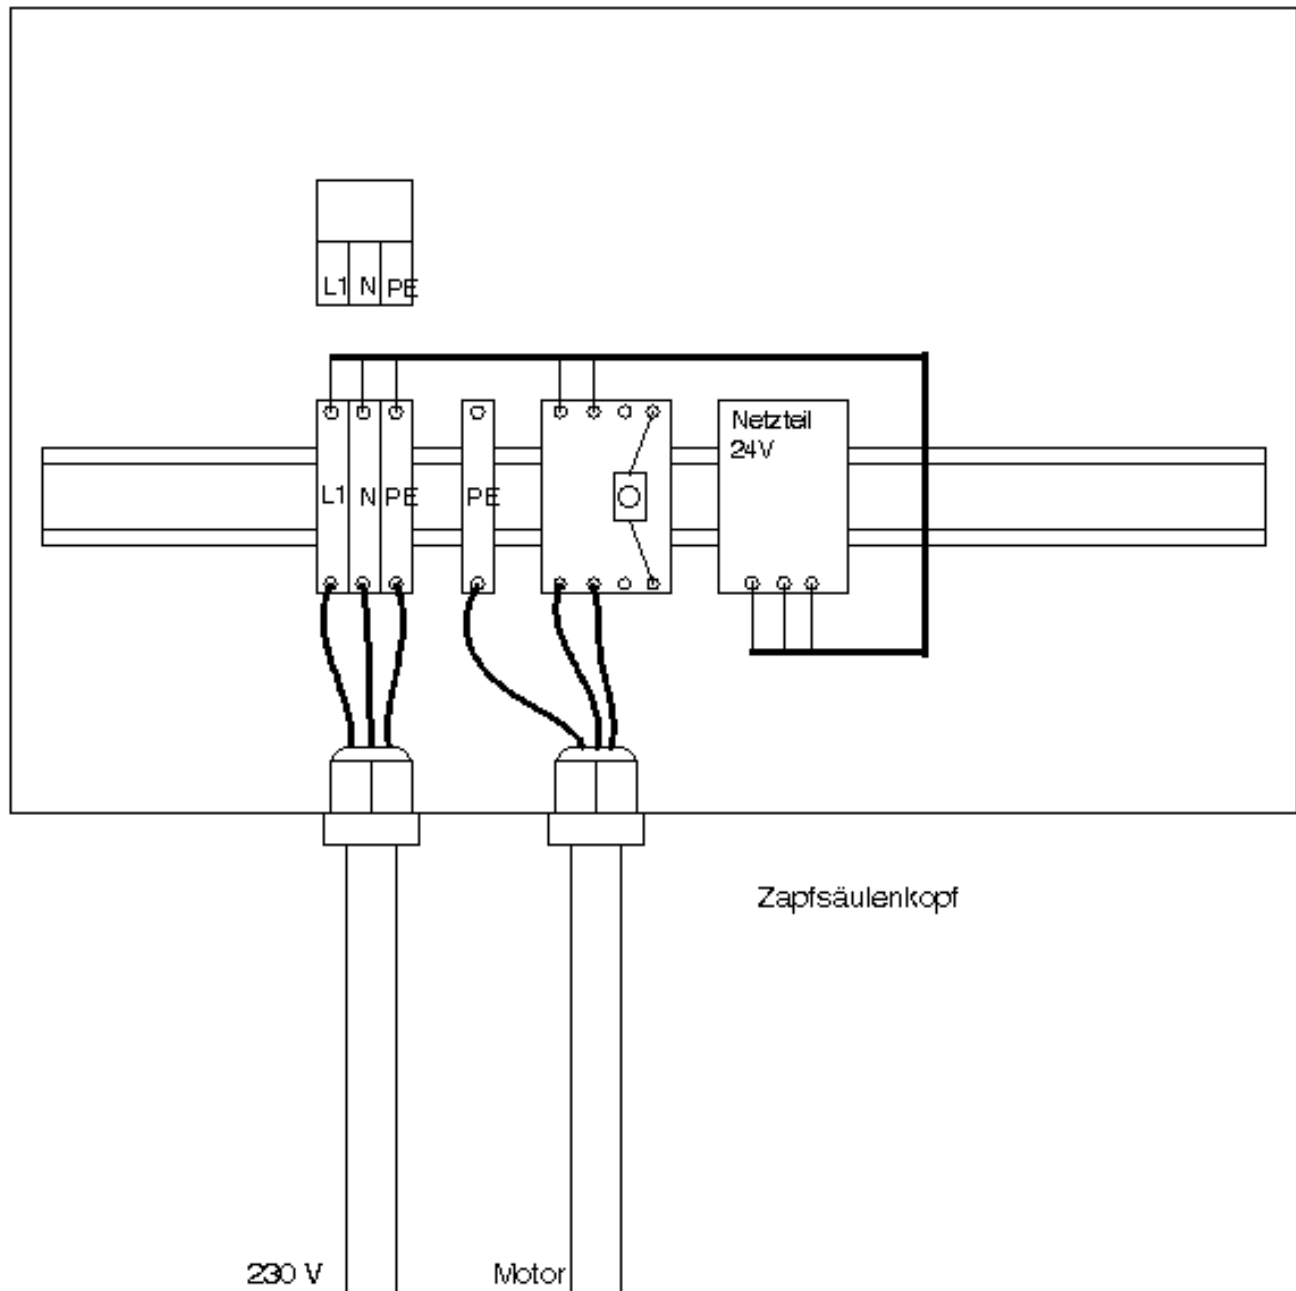 L1 N PE
Netzteil
24V
L1 N PE PE
Zapfsäulenkopf
230 V Motor